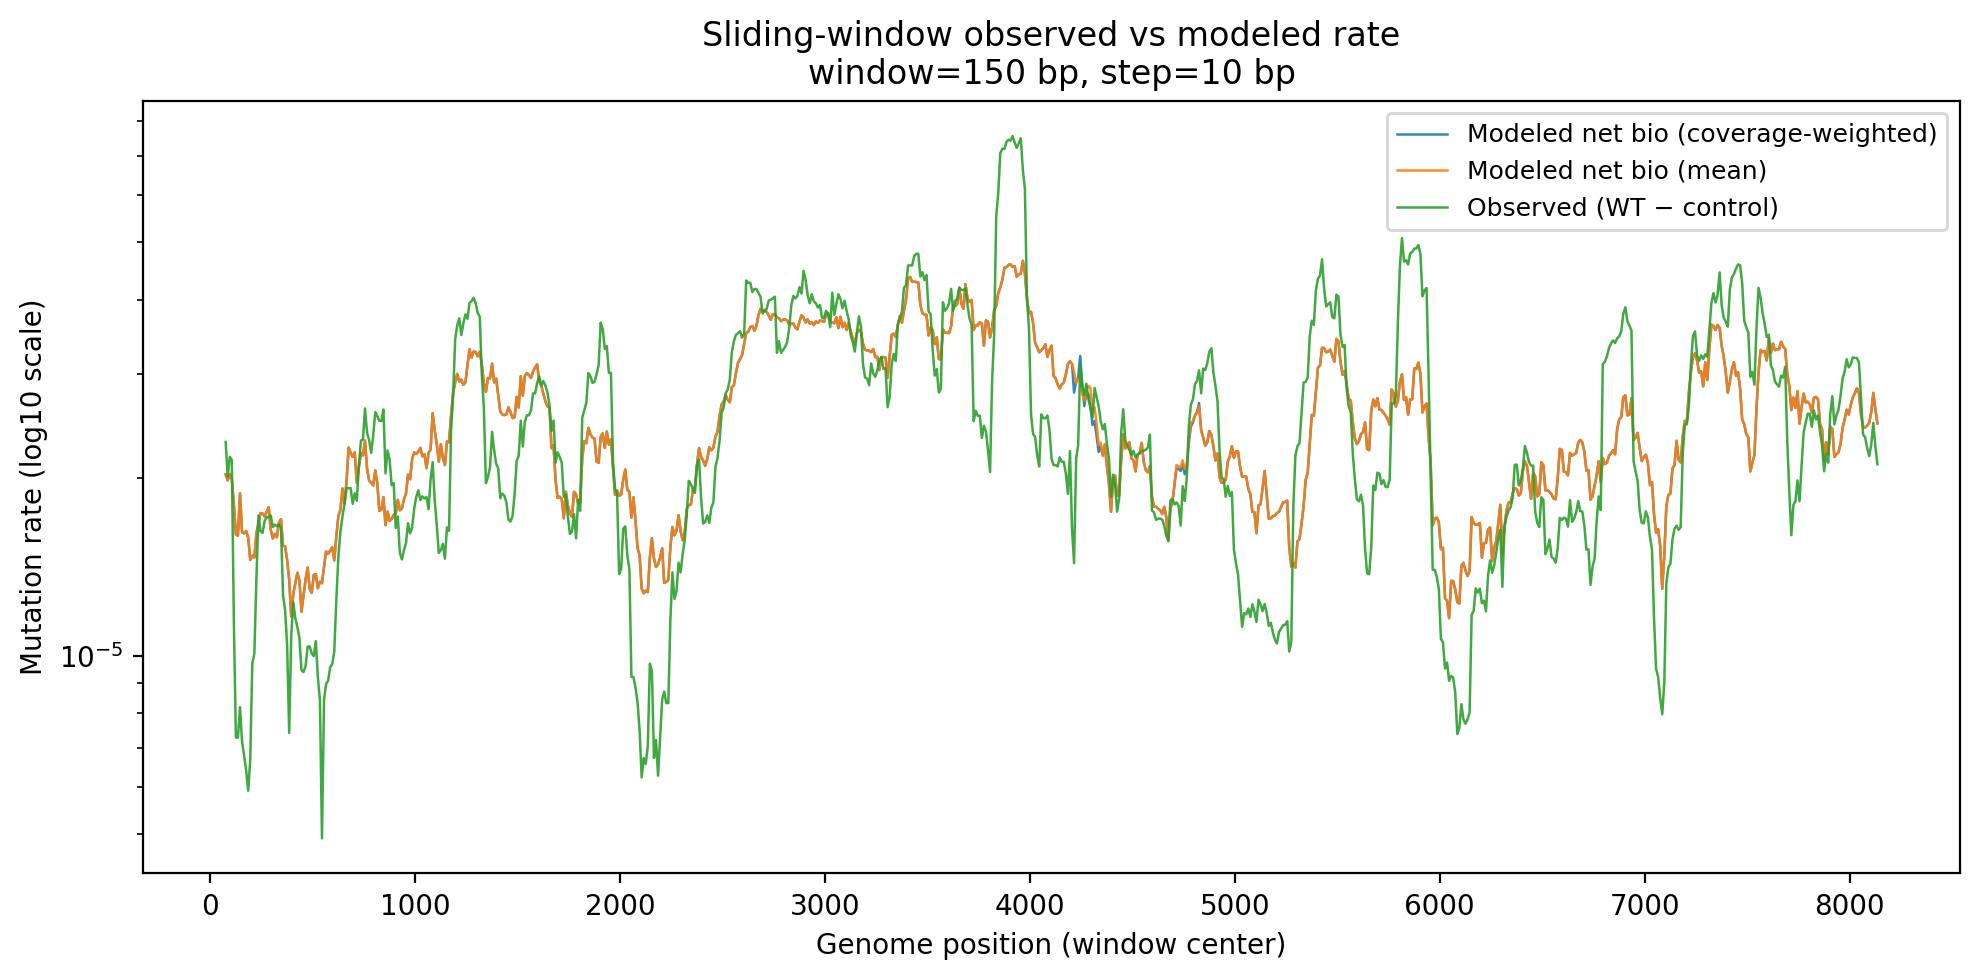 Sliding-window observed vs modeled rate
window=150 bp, step=10 bp
Modeled net bio (coverage-weighted)
Modeled net bio (mean)
Observed (WT − control)
Mutation rate (log10 scale)
10⁻⁵
0 1000 2000 3000 4000 5000 6000 7000 8000
Genome position (window center)